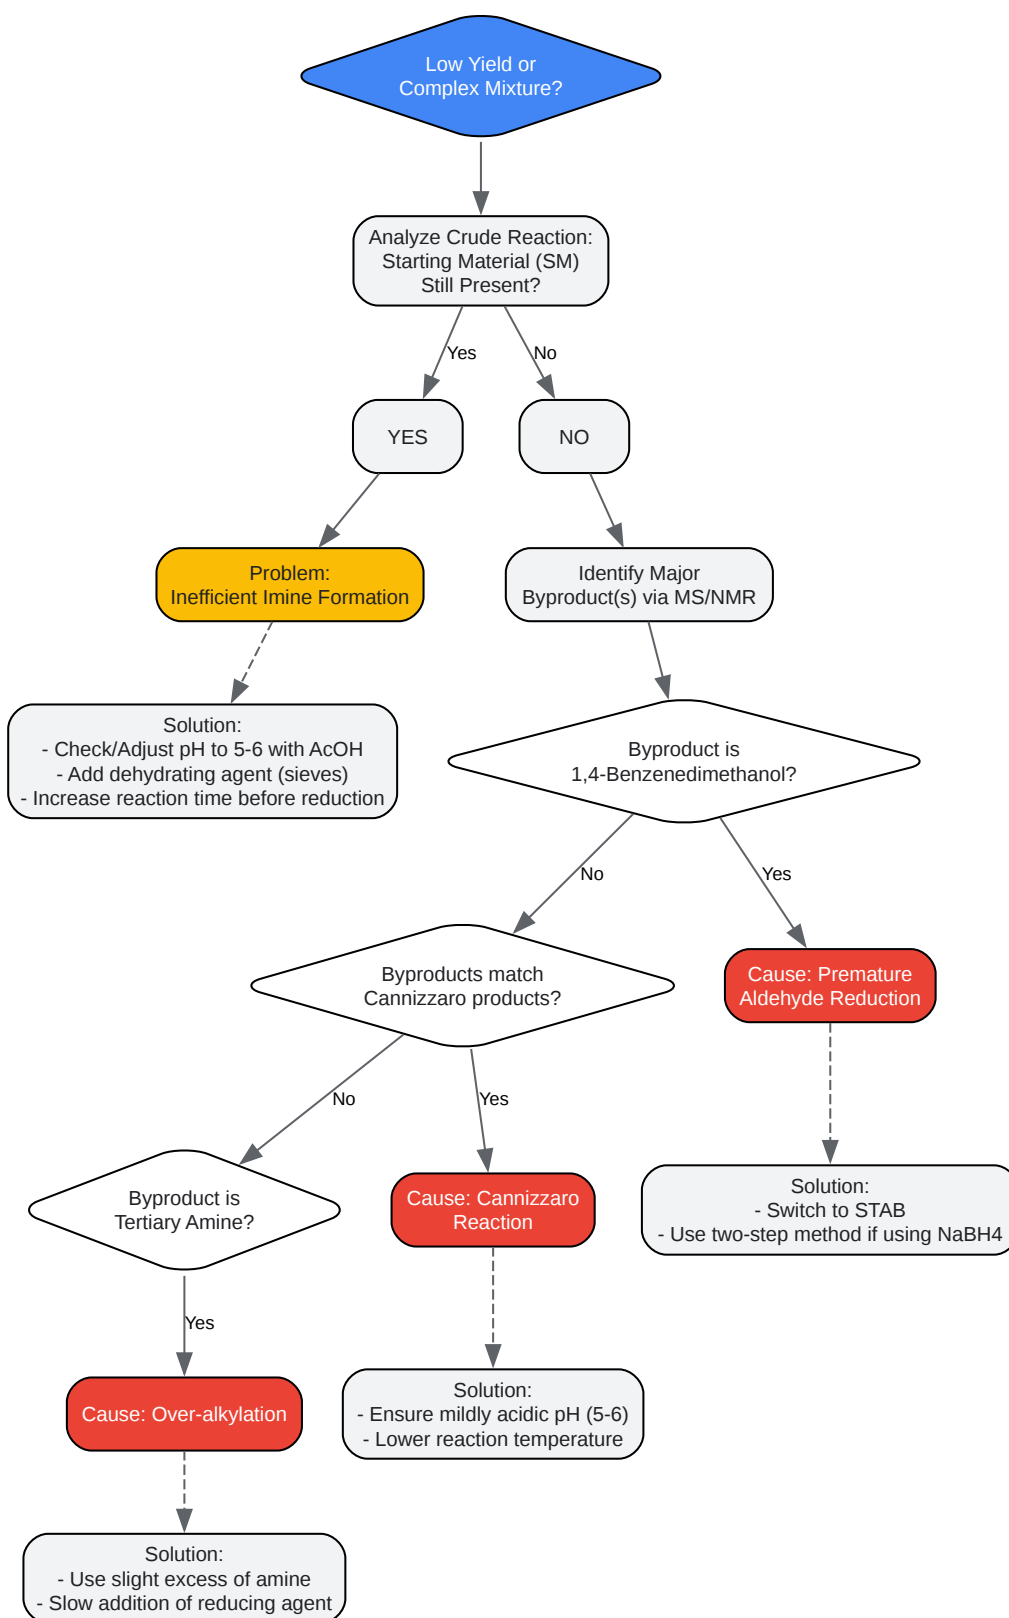 Low Yield or
Complex Mixture?
Analyze Crude Reaction:
Starting Material (SM)
Still Present?
Yes
No
YES
NO
Problem:
Inefficient Imine Formation
Identify Major
Byproduct(s) via MS/NMR
Solution:
- Check/Adjust pH to 5-6 with AcOH
- Add dehydrating agent (sieves)
- Increase reaction time before reduction
Byproduct is
1,4-Benzenedimethanol?
No
Yes
Byproducts match
Cannizzaro products?
Cause: Premature
Aldehyde Reduction
No
Yes
Byproduct is
Tertiary Amine?
Cause: Cannizzaro
Reaction
Solution:
- Switch to STAB
- Use two-step method if using NaBH4
Yes
Cause: Over-alkylation
Solution:
- Ensure mildly acidic pH (5-6)
- Lower reaction temperature
Solution:
- Use slight excess of amine
- Slow addition of reducing agent